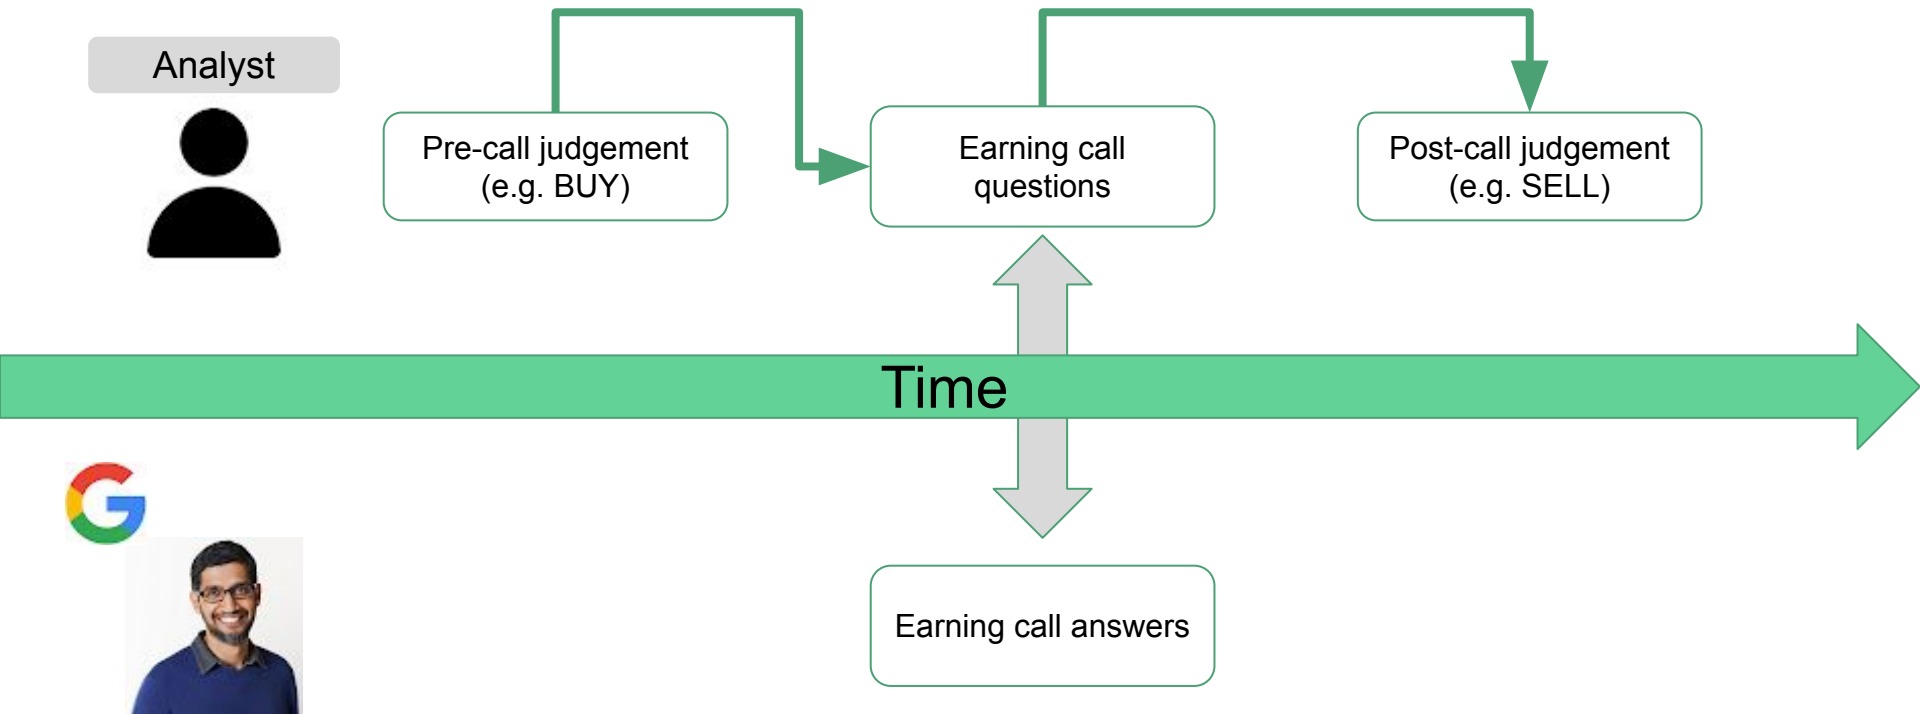 Analyst
Pre-call judgement
(e.g. BUY)
Earning call
questions
Post-call judgement
(e.g. SELL)
Time
G
Earning call answers